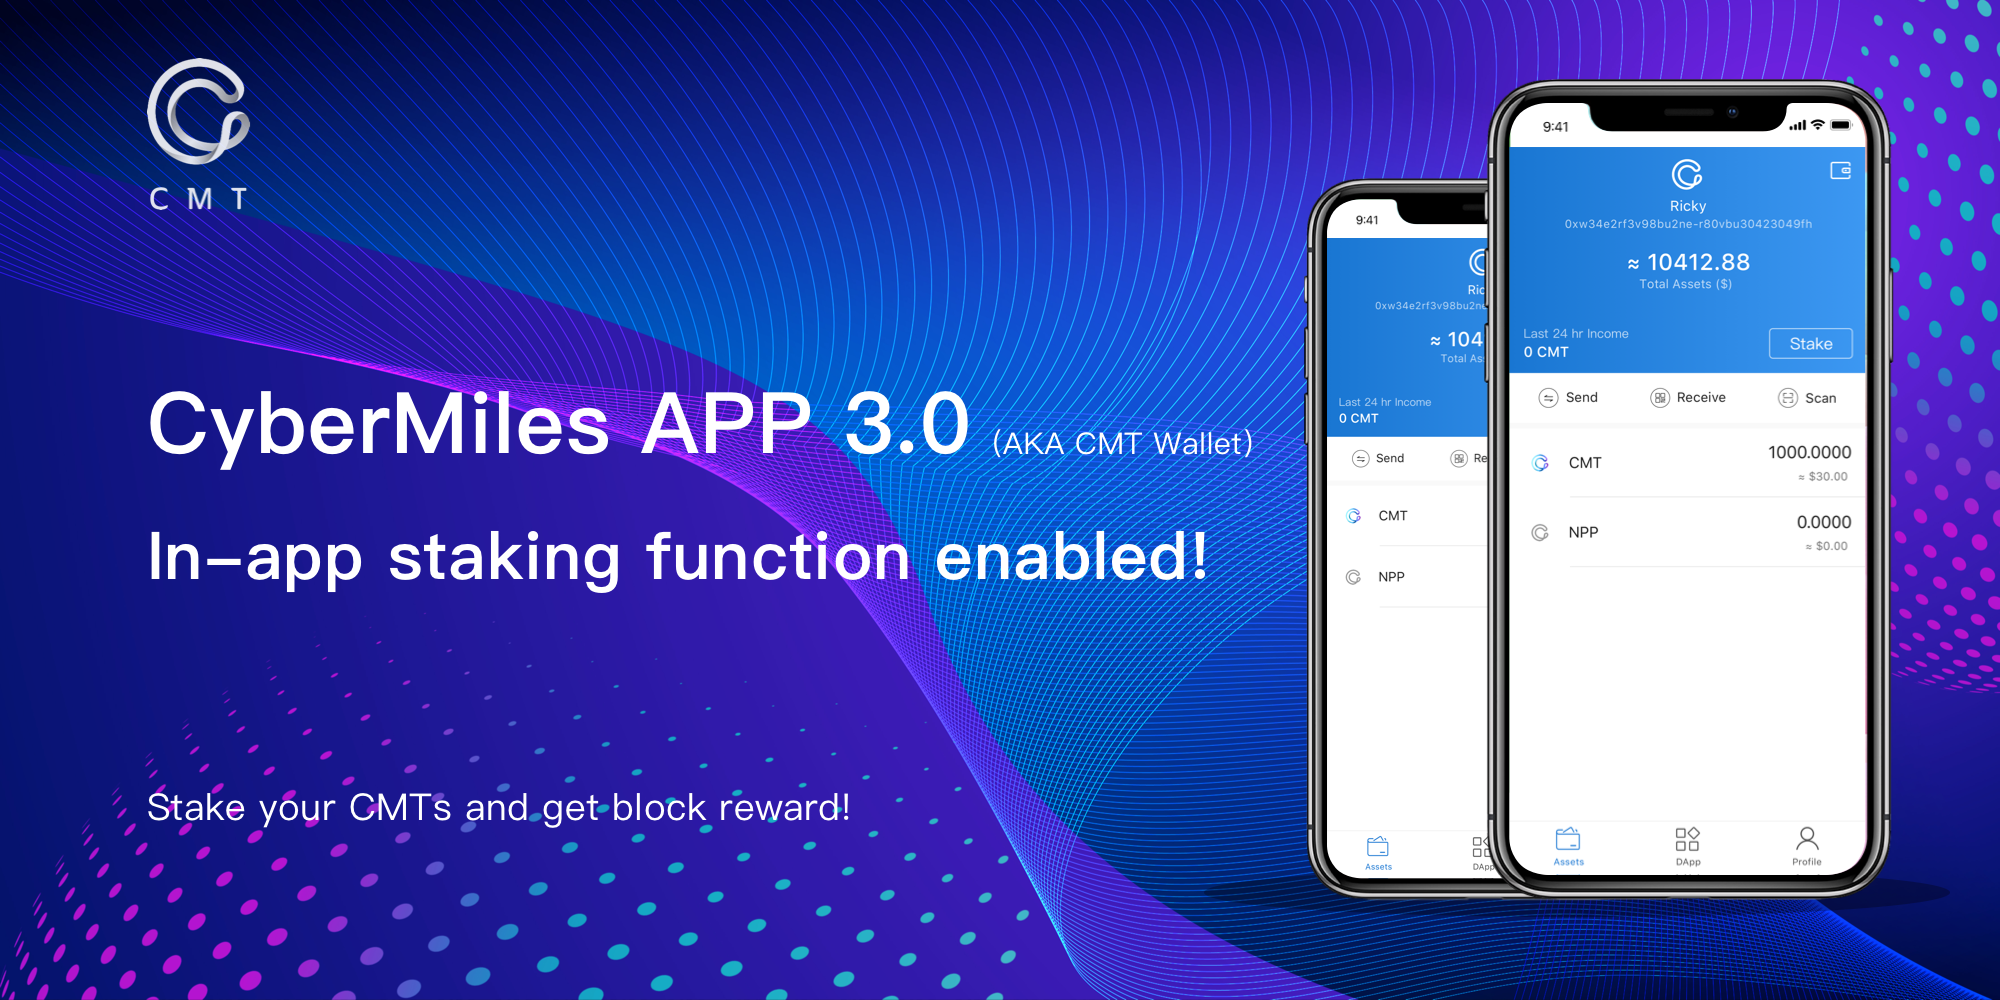 CMT
CyberMiles APP 3.0 (AKA CMT Wallet)
In-app staking function enabled!
Stake your CMTs and get block reward!
9:41
0xw34e2rf3v98bu2ne
≈ 104
Last 24 hr Income
0 CMT
Send
CMT
NPP
Assets
DApp
9:41
Ricky
0xw34e2rf3v98bu2ne-r80vbu30423049fh
≈ 10412.88
Total Assets ($)
Last 24 hr Income
0 CMT
Stake
Send Receive Scan
CMT 1000.0000
≈ $30.00
NPP 0.0000
≈ $0.00
Assets DApp Profile